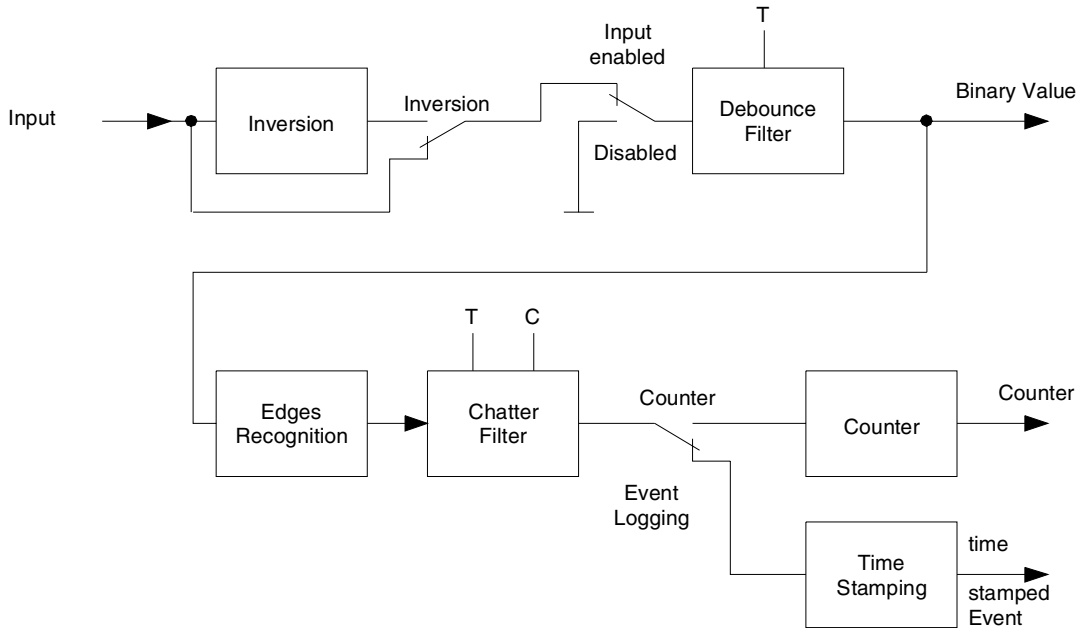 T
Input
enabled
Input
Inversion
Inversion
Debounce
Filter
Binary Value
Disabled
T
C
Edges
Recognition
Chatter
Filter
Counter
Counter
Counter
Event
Logging
Time
Stamping
time
stamped
Event